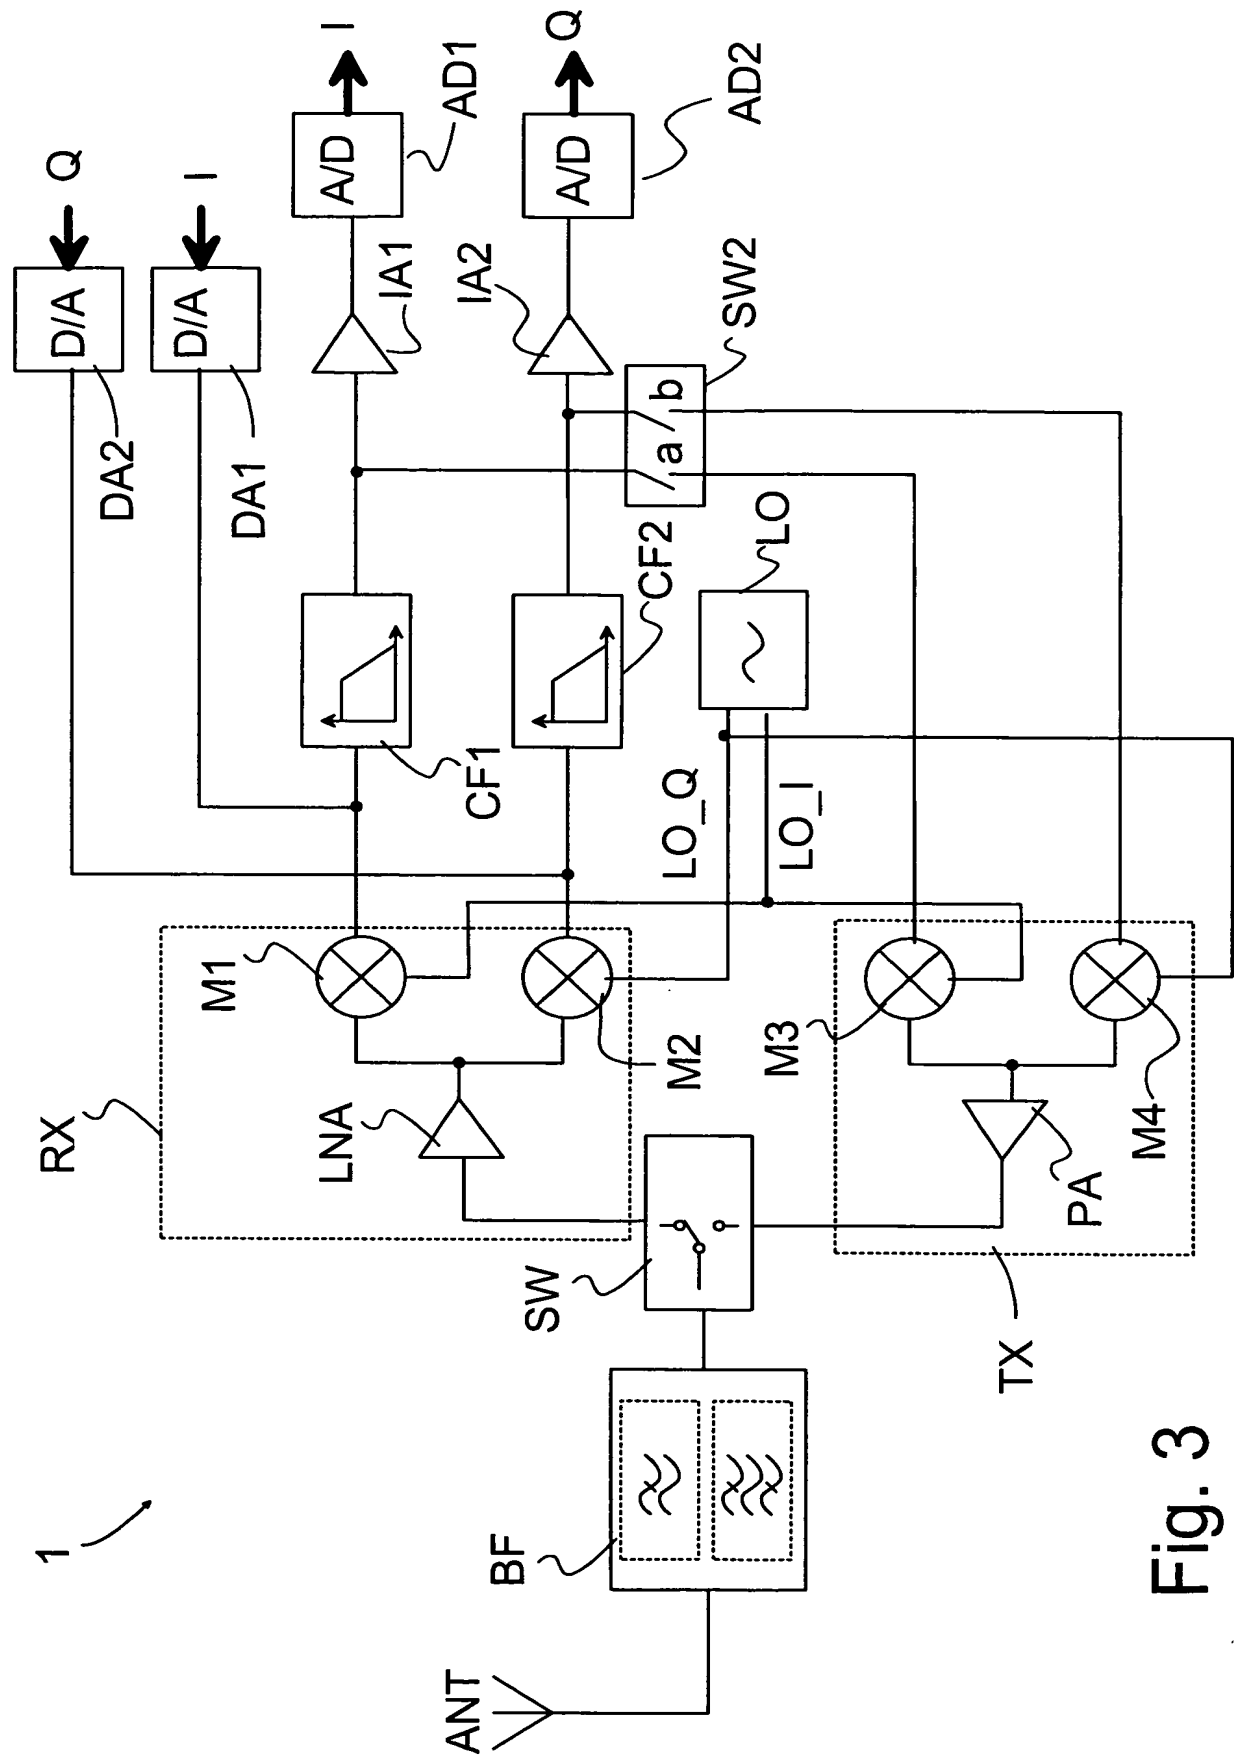 1
Q
D/A
DA2
I
D/A
DA1
I
A/D
AD1
IA1
Q
A/D
AD2
IA2
SW2
a
b
CF1
CF2
LO
LO_Q
LO_I
RX
M1
M2
LNA
M3
M4
PA
TX
SW
BF
ANT
Fig. 3